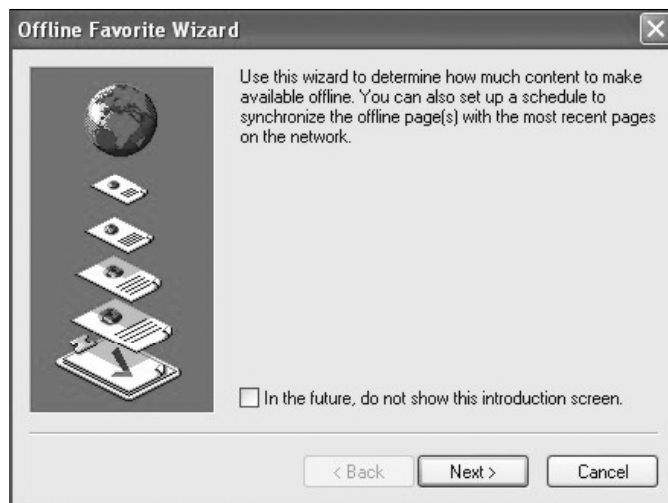 Offline Favorite Wizard
Use this wizard to determine how much content to make
available offline. You can also set up a schedule to
synchronize the offline page(s) with the most recent pages
on the network.
In the future, do not show this introduction screen.
< Back Next > Cancel